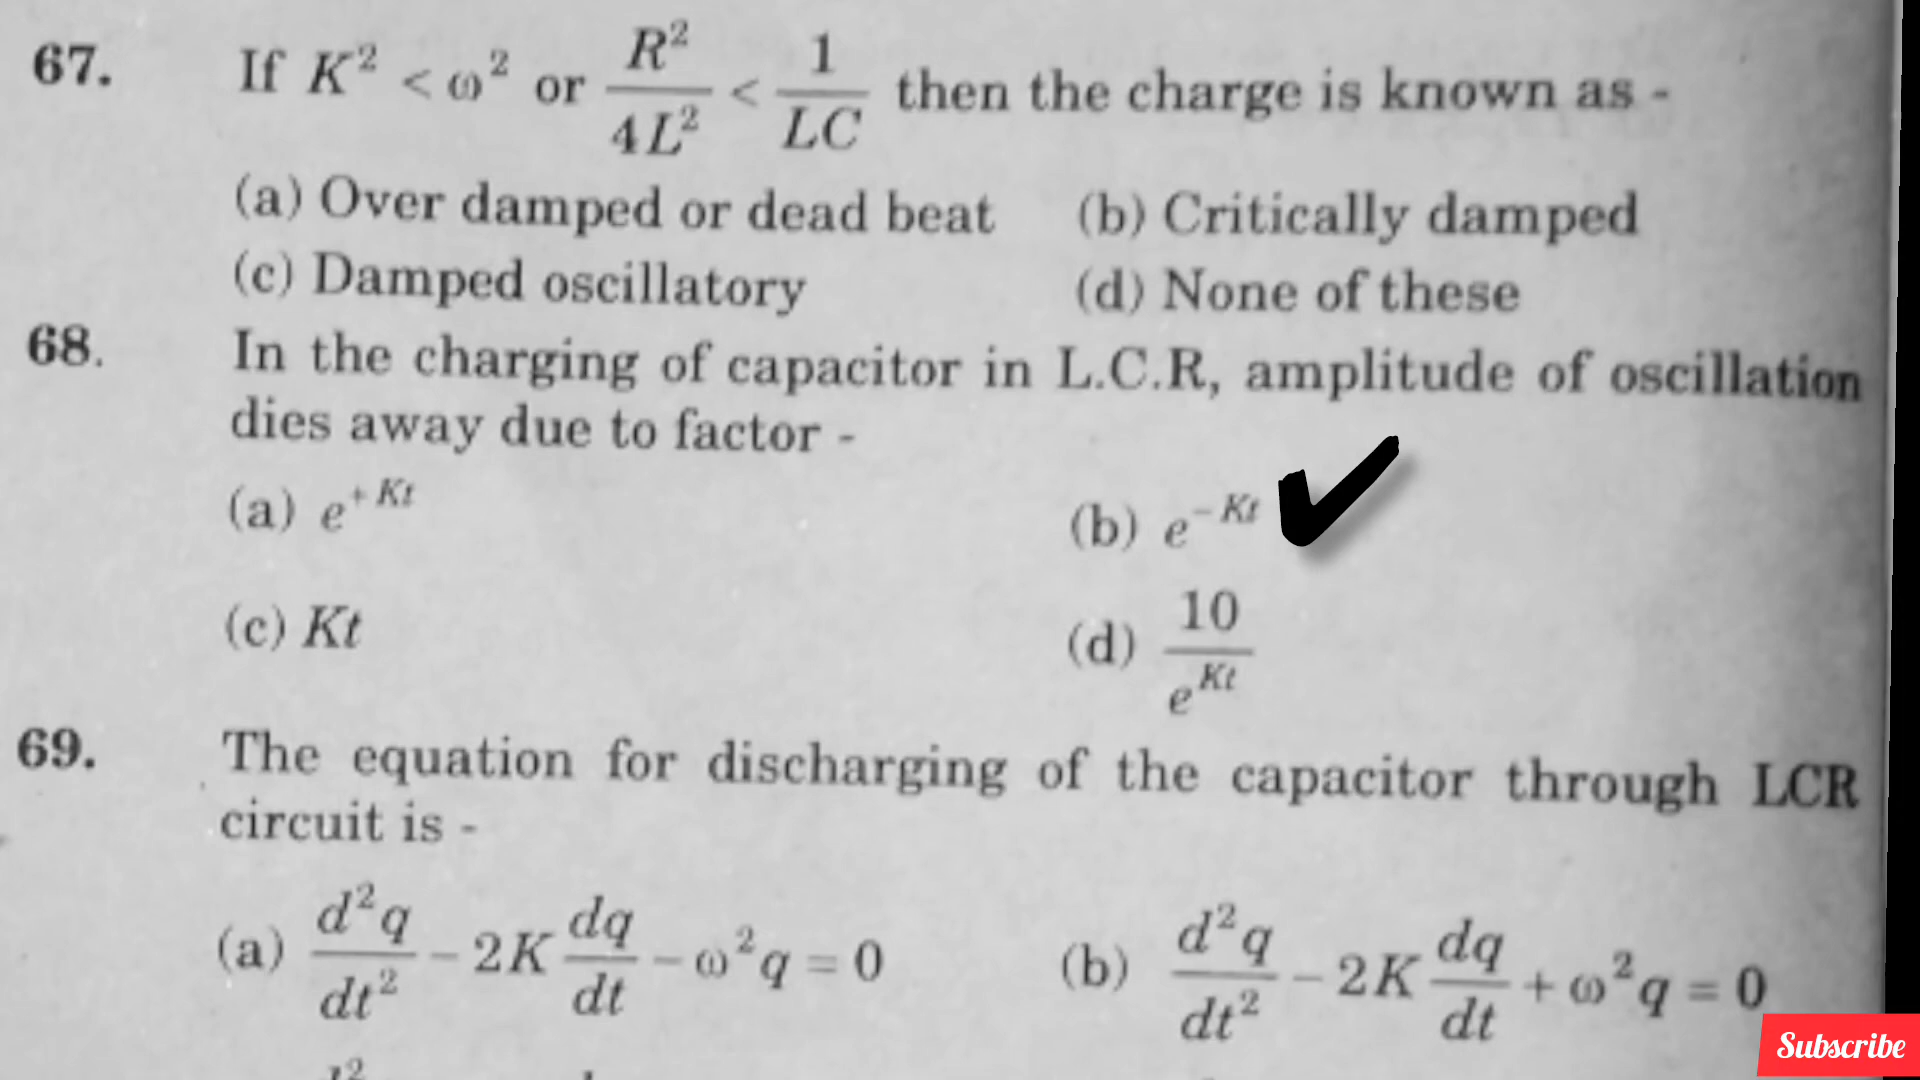 67. If K² < ω² or R²/4L² < 1/LC then the charge is known as -
(a) Over damped or dead beat (b) Critically damped
(c) Damped oscillatory (d) None of these
68. In the charging of capacitor in L.C.R, amplitude of oscillation
dies away due to factor -
(a) e^{+Kt} (b) e^{-Kt}
(c) Kt (d) 10/e^{Kt}
69. The equation for discharging of the capacitor through LCR
circuit is -
(a) d²q/dt² - 2K dq/dt - ω²q = 0 (b) d²q/dt² - 2K dq/dt + ω²q = 0
Subscribe